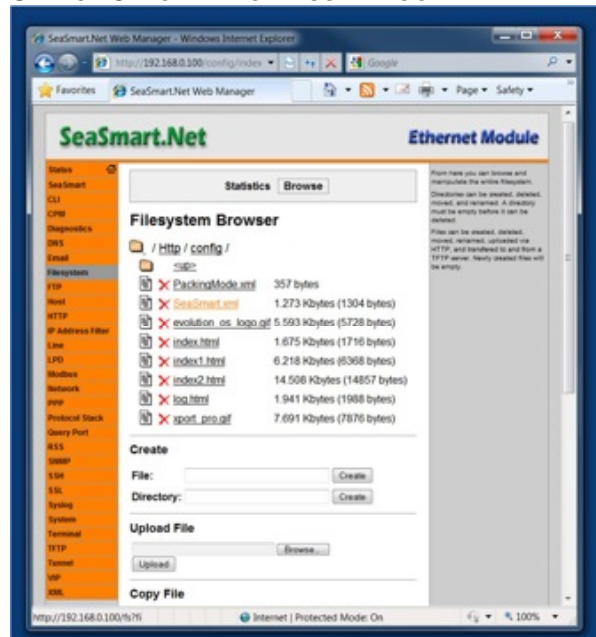 SeaSmart.Net Web Manager - Windows Internet Explorer
http://192.168.0.100/config/index
Google
Favorites
SeaSmart.Net Web Manager
Page
Safety
SeaSmart.Net
Ethernet Module
Status
SeaSmart
CLI
CPM
Diagnostics
DNS
Email
Filesystem
FTP
Host
HTTP
IP Address Filter
Line
LPD
Modbus
Network
PPP
Protocol Stack
Query Port
RSS
SNMP
SSH
SSL
Syslog
System
Terminal
TFTP
Tunnel
VIP
XML
Statistics Browse
Filesystem Browser
/ Http / config /
<up>
PackingMode.xml 357 bytes
SeaSmart.xml 1.273 Kbytes (1304 bytes)
evolution_os_logo.gif 5.593 Kbytes (5728 bytes)
index.html 1.675 Kbytes (1716 bytes)
index1.html 6.218 Kbytes (6368 bytes)
index2.html 14.508 Kbytes (14857 bytes)
log.html 1.941 Kbytes (1988 bytes)
xport_pro.gif 7.691 Kbytes (7876 bytes)
Create
File: Create
Directory: Create
Upload File
Browse...
Upload
Copy File
From here you can browse and
manipulate the entire filesystem.
Directories can be created, deleted,
moved, and renamed. A directory
must be empty before it can be
deleted.
Files can be created, deleted,
moved, renamed, uploaded via
HTTP, and transferred to and from a
TFTP server. Newly created files will
be empty.
http://192.168.0.100/fs?fi
Internet | Protected Mode: On
100%